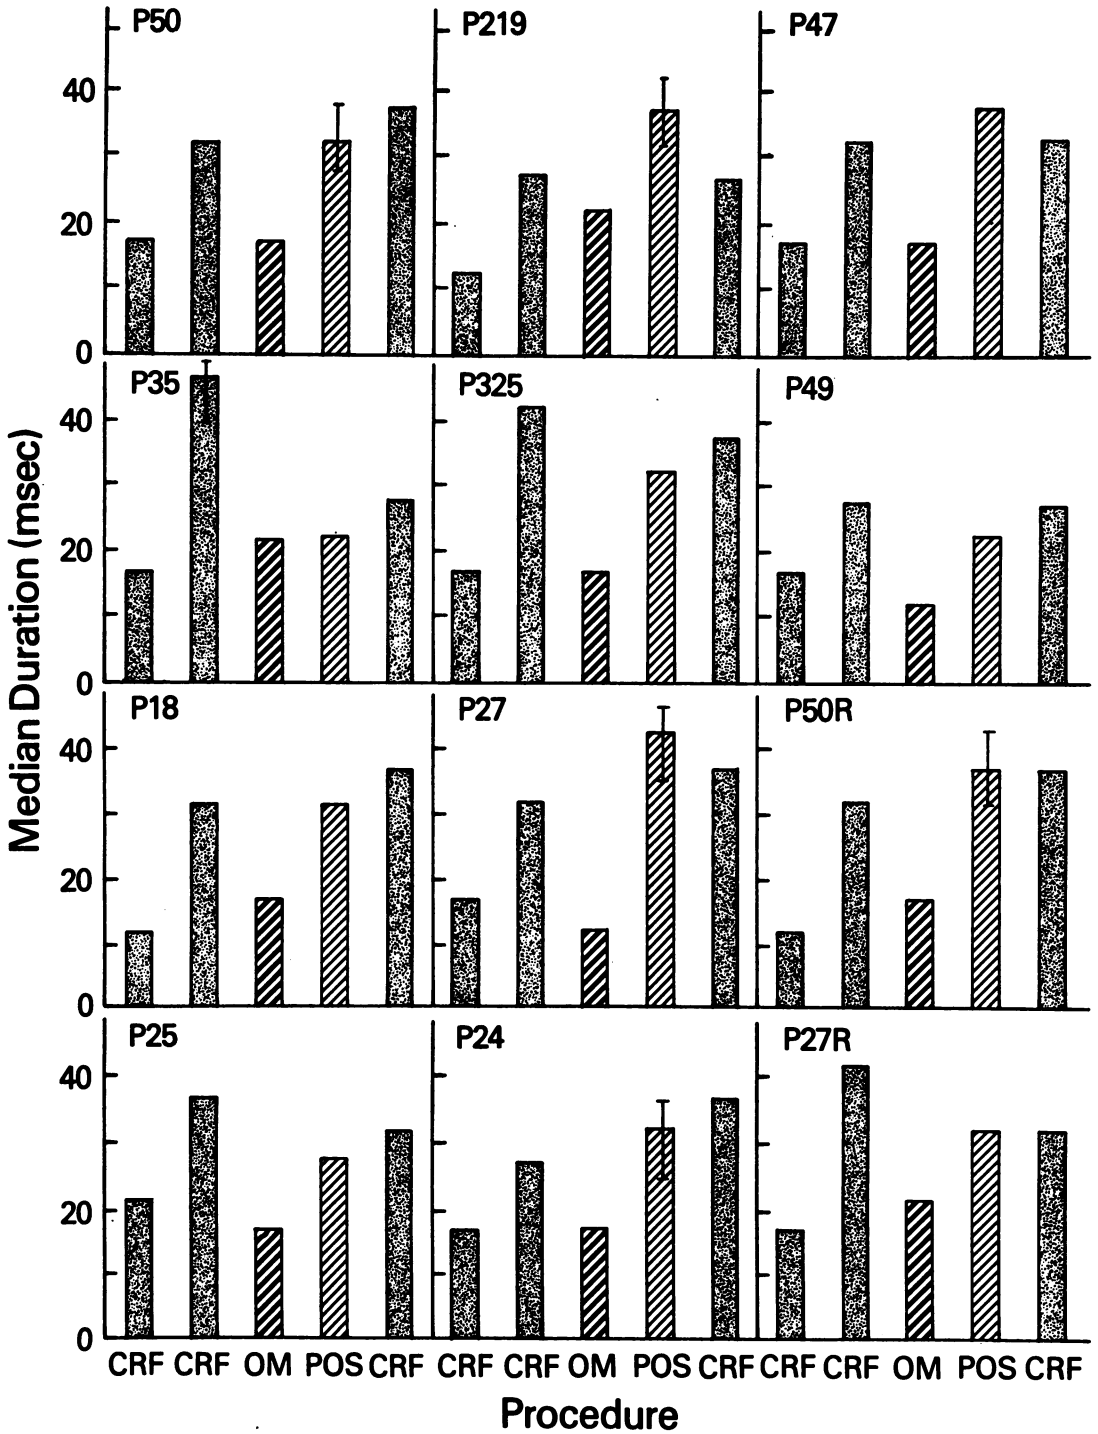 P50
P219
P47
40
20
0
P35
P325
P49
40
20
0
P18
P27
P50R
40
20
0
P25
P24
P27R
40
20
0
Median Duration (msec)
CRF CRF OM POS CRF CRF CRF OM POS CRF CRF CRF OM POS CRF
Procedure